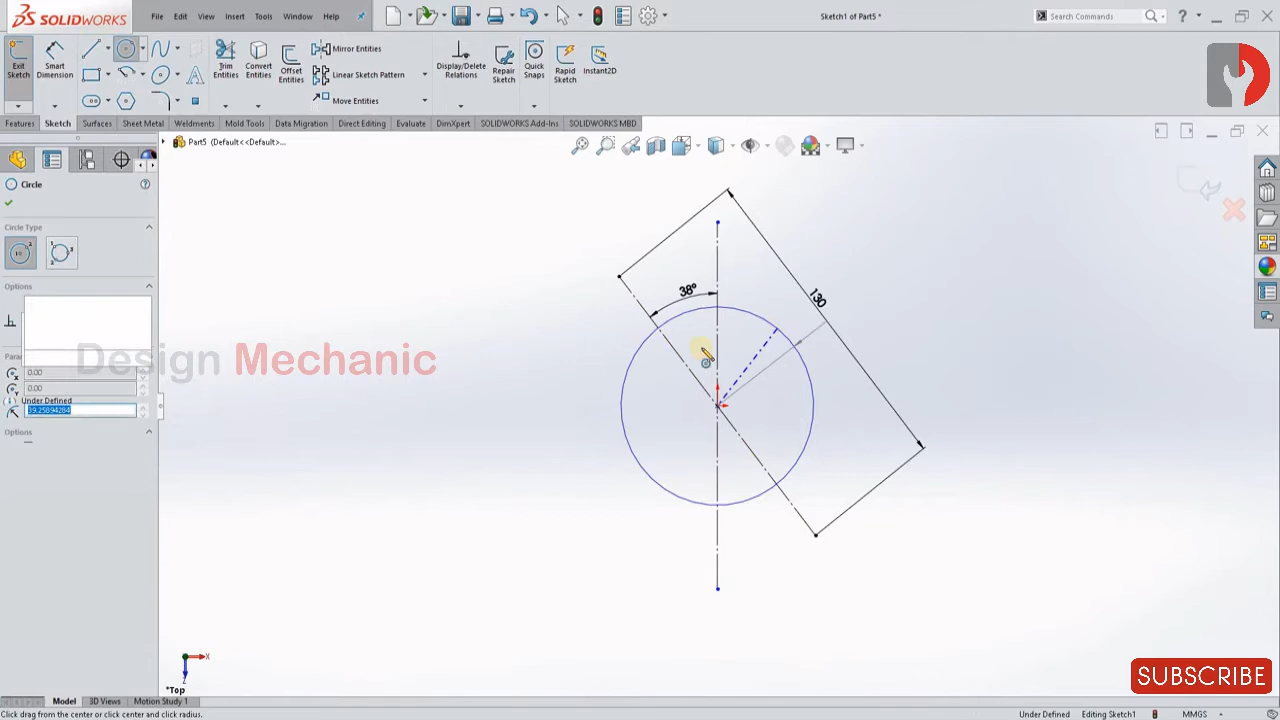 SOLIDWORKS
File Edit View Insert Tools Window Help
Sketch1 of Part5 *
Search Commands
Exit Sketch
Smart Dimension
Trim Entities
Convert Entities
Offset Entities
Mirror Entities
Linear Sketch Pattern
Move Entities
Display/Delete Relations
Repair Sketch
Quick Snaps
Rapid Sketch
Instant2D
Features Sketch Surfaces Sheet Metal Weldments Mold Tools Data Migration Direct Editing Evaluate DimXpert SOLIDWORKS Add-Ins SOLIDWORKS MBD
Part5 (Default<<Default>...
Circle
Circle Type
Options
Para
0.00
0.00
Under Defined
39.25894284
Options
Design Mechanic
38°
130
*Top
X
Z
SUBSCRIBE
Model 3D Views Motion Study 1
Click drag from the center or click center and click radius.
Under Defined Editing Sketch1 MMGS